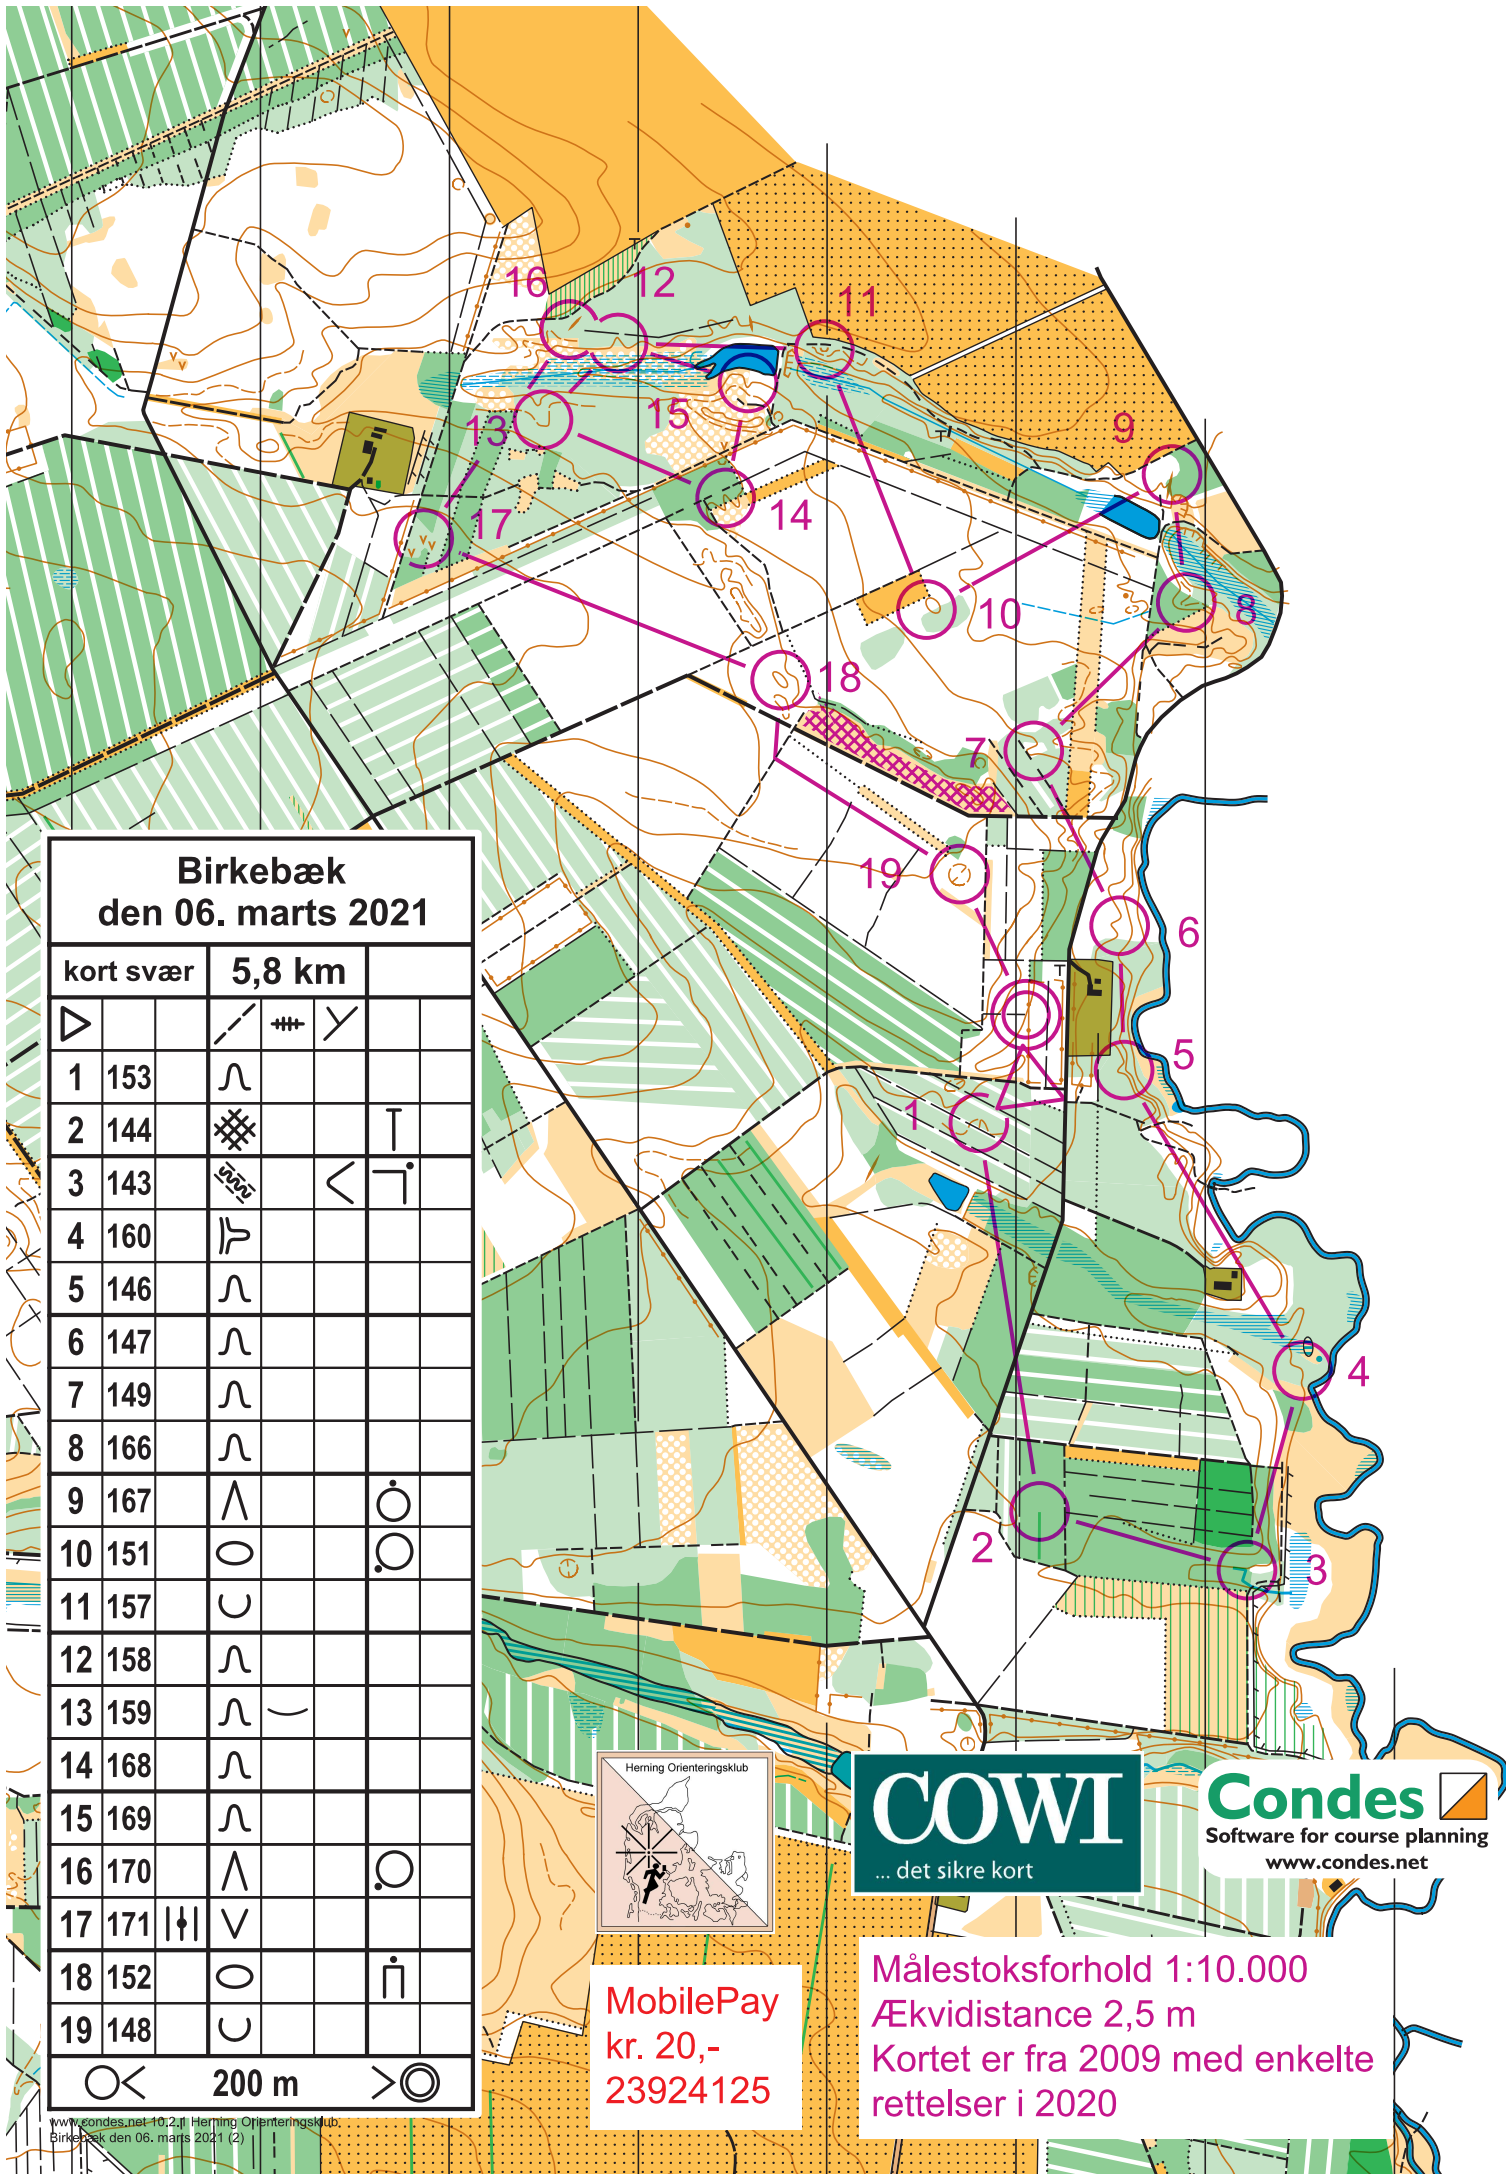 16
12
11
15
13
14
9
17
10
8
18
7
19
6
5
1
4
2
3
Birkebæk
den 06. marts 2021
kort svær 5,8 km
1 153
2 144
3 143
4 160
5 146
6 147
7 149
8 166
9 167
10 151
11 157
12 158
13 159
14 168
15 169
16 170
17 171
18 152
19 148
200 m
www.condes.net 10.2.1 Herning Orienteringsklub
Birkebæk den 06. marts 2021 (2)
Herning Orienteringsklub
COWI
... det sikre kort
Condes
Software for course planning
www.condes.net
MobilePay
kr. 20,-
23924125
Målestoksforhold 1:10.000
Ækvidistance 2,5 m
Kortet er fra 2009 med enkelte
rettelser i 2020